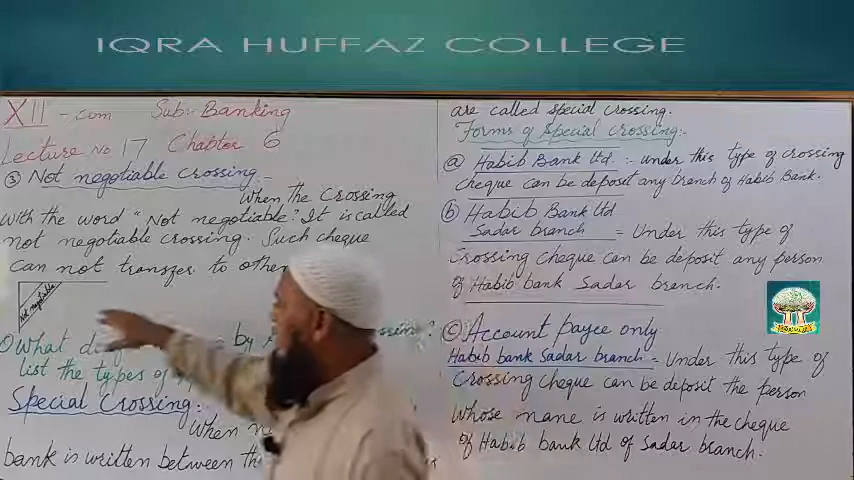 IQRA HUFFAZ COLLEGE
XII - com Sub:- Banking
Lecture No 17 Chapter 6
③ Not negotiable crossing:-
When the crossing
with the word "Not negotiable." It is called
not negotiable crossing. Such cheque
can not transfer to other
Not negotiable
What do by
list the types of
Special Crossing:
When
bank is written between the
are called special crossing.
Forms of special crossing:-
ⓐ Habib Bank Ltd :- under this type of crossing
cheque can be deposit any branch of Habib Bank.
ⓑ Habib Bank Ltd
Sadar branch = Under this type of
Crossing cheque can be deposit any person
of Habib bank Sadar branch.
ⓒ Account payee only
Habib bank Sadar branch = Under this type of
Crossing cheque can be deposit the person
Whose name is written in the cheque
of Habib bank ltd of Sadar branch.